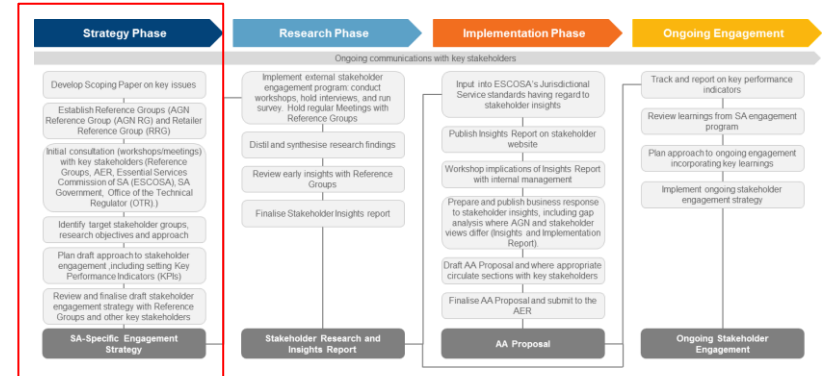 Strategy Phase
Research Phase
Implementation Phase
Ongoing Engagement
Ongoing communications with key stakeholders
Develop Scoping Paper on key issues
Establish Reference Groups (AGN
Reference Group (AGN RG) and Retailer
Reference Group (RRG)
Initial consultation (workshops/meetings)
with key stakeholders (Reference
Groups, AER, Essential Services
Commission of SA (ESCOSA), SA
Government, Office of the Technical
Regulator (OTR).)
Identify target stakeholder groups,
research objectives and approach
Plan draft approach to stakeholder
engagement ,including setting Key
Performance Indicators (KPIs)
Review and finalise draft stakeholder
engagement strategy with Reference
Groups and other key stakeholders
SA-Specific Engagement
Strategy
Implement external stakeholder
engagement program: conduct
workshops, hold interviews, and run
survey. Hold regular Meetings with
Reference Groups
Distil and synthesise research findings
Review early insights with Reference
Groups
Finalise Stakeholder Insights report
Stakeholder Research and
Insights Report
Input into ESCOSA's Jurisdictional
Service standards having regard to
stakeholder insights
Publish Insights Report on stakeholder
website
Workshop implications of Insights Report
with internal management
Prepare and publish business response
to stakeholder insights, including gap
analysis where AGN and stakeholder
views differ (Insights and Implementation
Report).
Draft AA Proposal and where appropriate
circulate sections with key stakeholders
Finalise AA Proposal and submit to the
AER
AA Proposal
Track and report on key performance
indicators
Review learnings from SA engagement
program
Plan approach to ongoing engagement
incorporating key learnings
Implement ongoing stakeholder
engagement strategy
Ongoing Stakeholder
Engagement